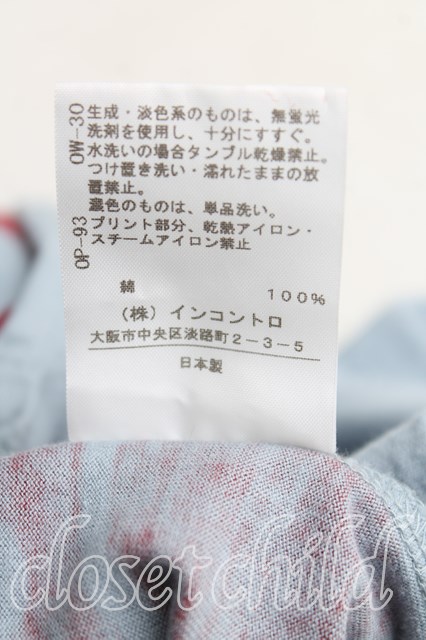 OW-30
OP-93
生成・淡色系のものは、無蛍光
洗剤を使用し、十分にすすぐ。
水洗いの場合タンブル乾燥禁止。
つけ置き洗い・濡れたままの放
置禁止。
濃色のものは、単品洗い。
プリント部分、乾熱アイロン・
スチームアイロン禁止
綿 100%
(株) インコントロ
大阪市中央区淡路町2-3-5
日本製
closet child